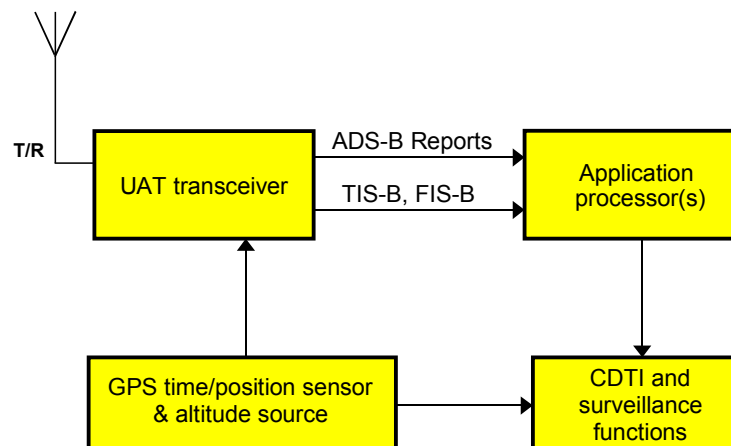 T/R
UAT transceiver
ADS-B Reports
TIS-B, FIS-B
Application
processor(s)
GPS time/position sensor
& altitude source
CDTI and
surveillance
functions